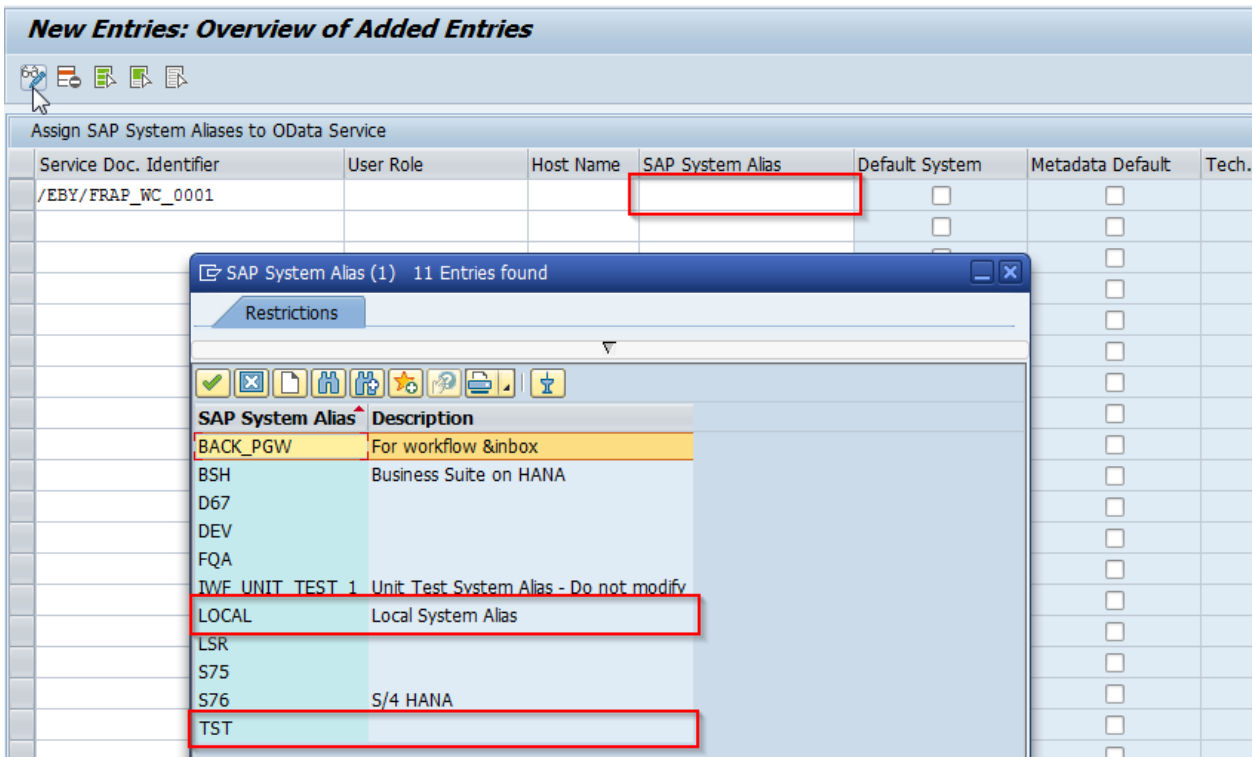 New Entries: Overview of Added Entries
Assign SAP System Aliases to OData Service
Service Doc. Identifier User Role Host Name SAP System Alias Default System Metadata Default Tech.
/EBY/FRAP_WC_0001
SAP System Alias (1) 11 Entries found
Restrictions
SAP System Alias Description
BACK_PGW For workflow &inbox
BSH Business Suite on HANA
D67
DEV
FQA
IWF_UNIT_TEST_1 Unit Test System Alias - Do not modify
LOCAL Local System Alias
LSR
S75
S76 S/4 HANA
TST